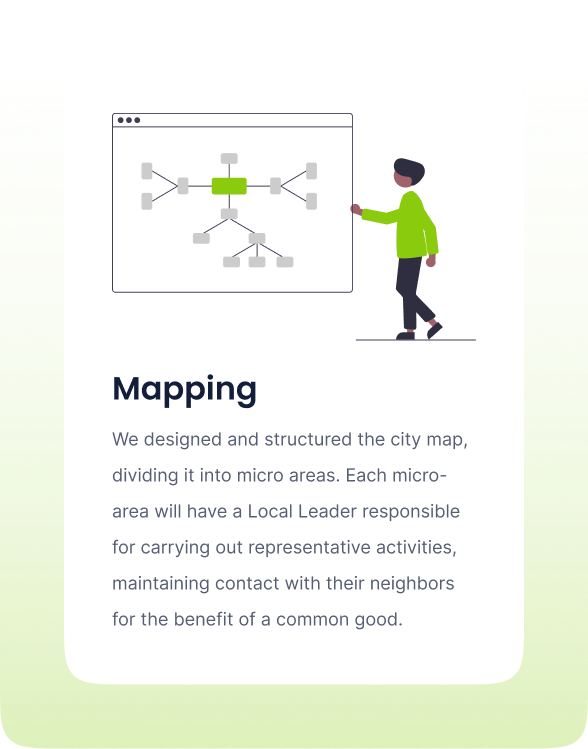 Mapping
We designed and structured the city map,
dividing it into micro areas. Each micro-
area will have a Local Leader responsible
for carrying out representative activities,
maintaining contact with their neighbors
for the benefit of a common good.